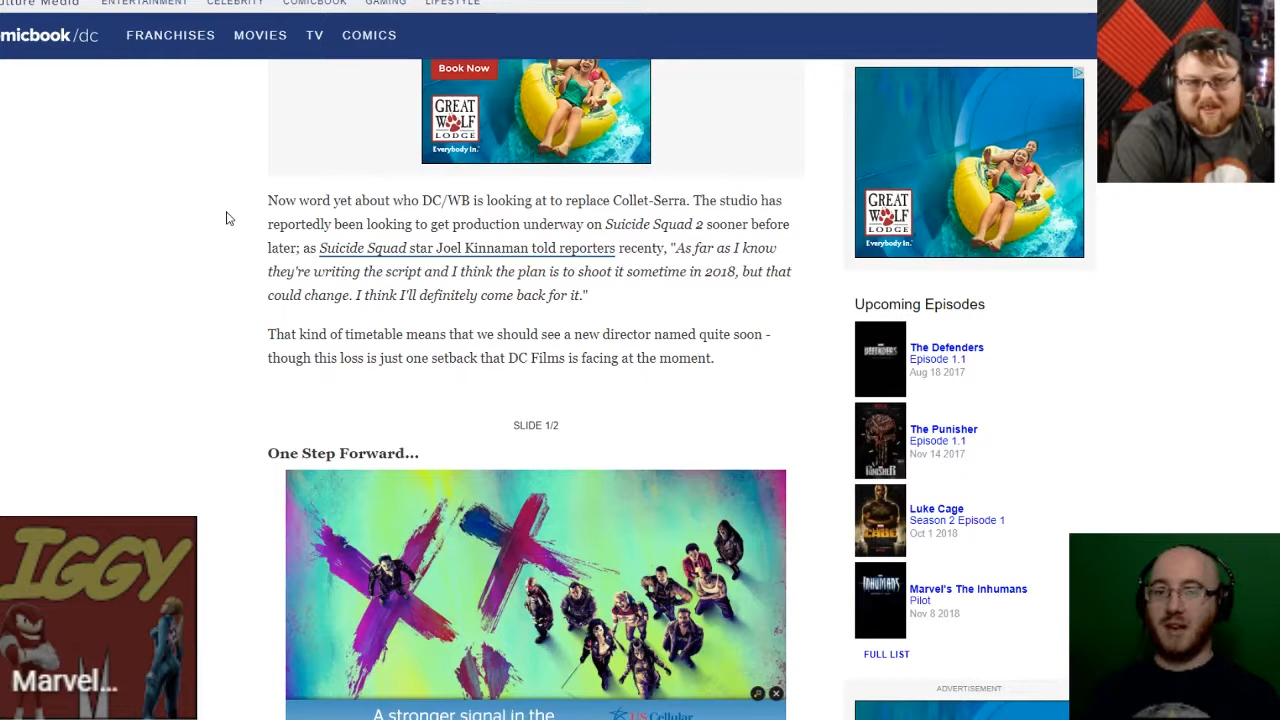 ulture Media ENTERTAINMENT CELEBRITY COMICBOOK GAMING LIFESTYLE
micbook/dc FRANCHISES MOVIES TV COMICS
Book Now
GREAT
WOLF
LODGE
Everybody In.
GREAT
WOLF
LODGE
Everybody In.
Now word yet about who DC/WB is looking at to replace Collet-Serra. The studio has
reportedly been looking to get production underway on Suicide Squad 2 sooner before
later; as Suicide Squad star Joel Kinnaman told reporters recenty, "As far as I know
they're writing the script and I think the plan is to shoot it sometime in 2018, but that
could change. I think I'll definitely come back for it."
That kind of timetable means that we should see a new director named quite soon -
though this loss is just one setback that DC Films is facing at the moment.
SLIDE 1/2
One Step Forward...
A stronger signal in the
US Cellular
Upcoming Episodes
DEFENDERS
The Defenders
Episode 1.1
Aug 18 2017
PUNISHER
The Punisher
Episode 1.1
Nov 14 2017
CAGE
Luke Cage
Season 2 Episode 1
Oct 1 2018
INHUMANS
Marvel's The Inhumans
Pilot
Nov 8 2018
FULL LIST
ADVERTISEMENT
IGGY
Marvel...